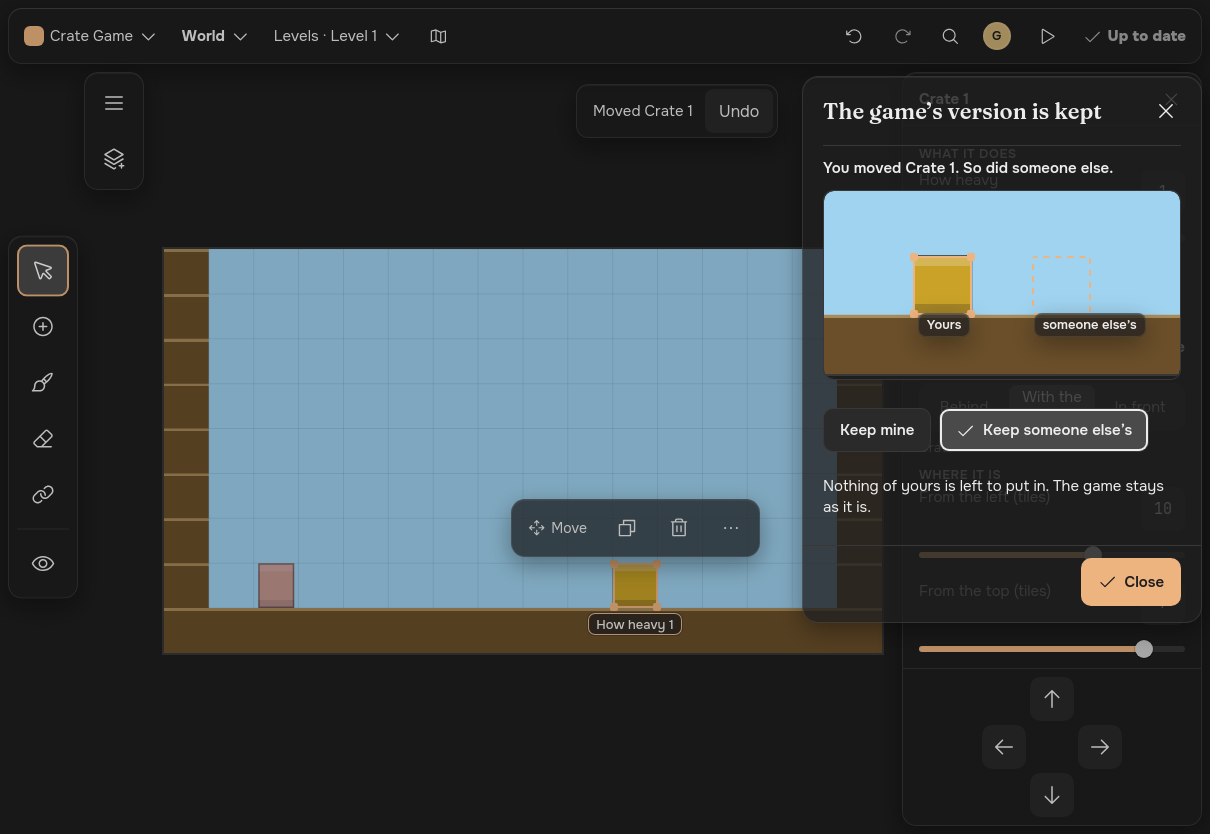 Crate Game
World
Levels · Level 1
G
Up to date
Moved Crate 1
Undo
Crate 1
The game’s version is kept
WHAT IT DOES
You moved Crate 1. So did someone else.
How heavy
1
Yours
someone else’s
Behind
With the
In front
Keep mine
Keep someone else’s
WHERE IT IS
Nothing of yours is left to put in. The game stays
as it is.
From the left (tiles)
10
Move
From the top (tiles)
Close
How heavy 1